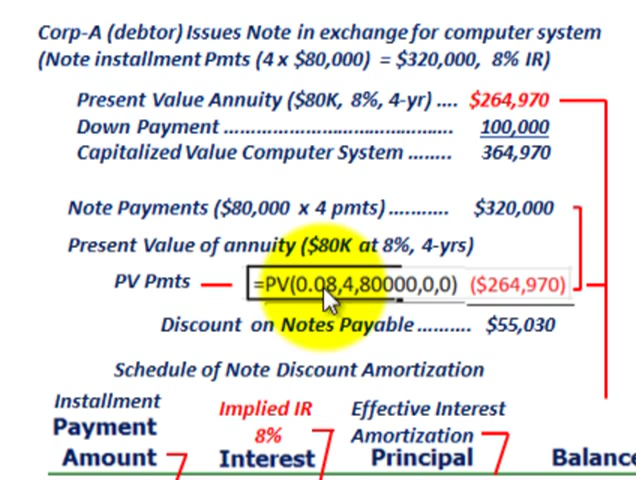 Corp-A (debtor) Issues Note in exchange for computer system
(Note installment Pmts (4 x $80,000) = $320,000, 8% IR)
Present Value Annuity ($80K, 8%, 4-yr) .... $264,970
Down Payment ..................................................... 100,000
Capitalized Value Computer System ........ 364,970
Note Payments ($80,000 x 4 pmts)........... $320,000
Present Value of annuity ($80K at 8%, 4-yrs)
PV Pmts =PV(0.08,4,80000,0,0) ($264,970)
Discount on Notes Payable.......... $55,030
Schedule of Note Discount Amortization
Installment Implied IR Effective Interest
Payment 8% Amortization
Amount Interest Principal Balance